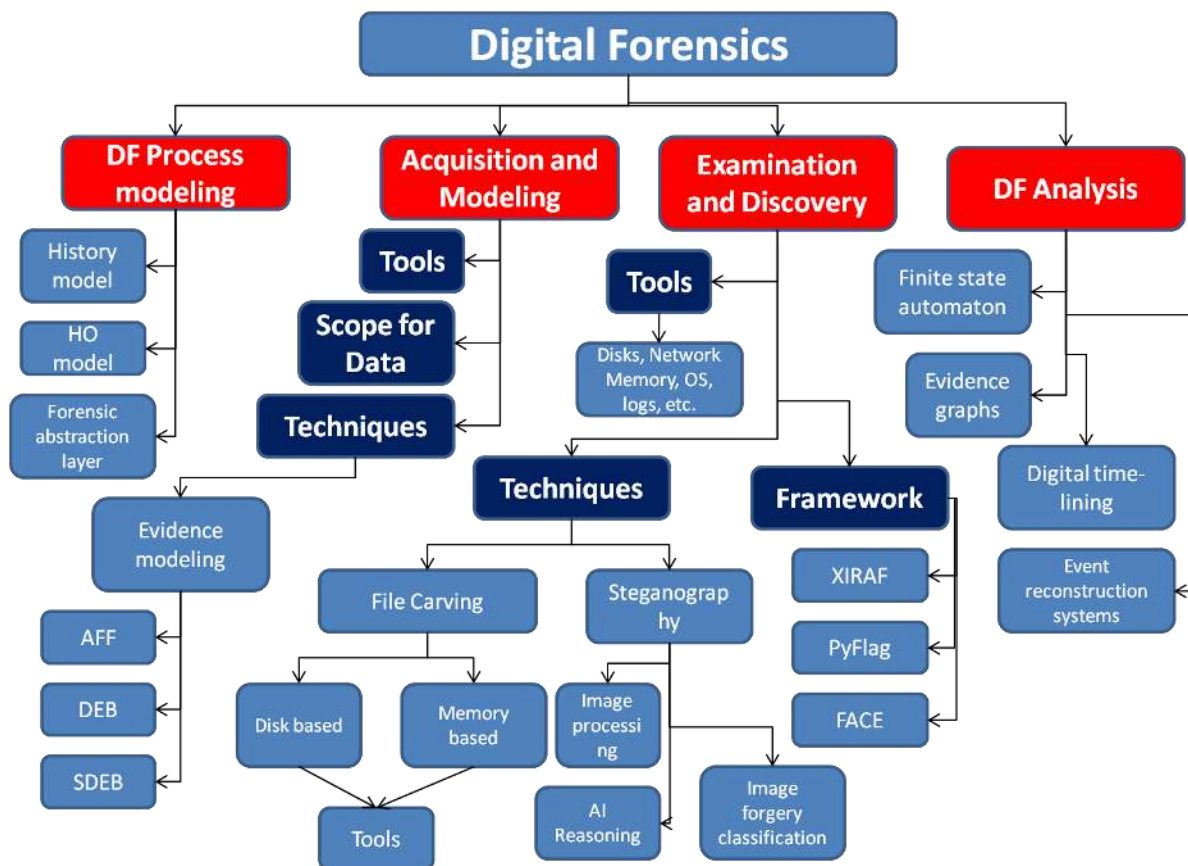 Digital Forensics
DF Process
modeling
Acquisition and
Modeling
Examination
and Discovery
DF Analysis
History
model
HO
model
Forensic
abstraction
layer
Tools
Scope for
Data
Techniques
Evidence
modeling
AFF
DEB
SDEB
Tools
Disks, Network
Memory, OS,
logs, etc.
Techniques
File Carving
Disk based
Memory
based
Tools
Steganogra
phy
Image
processi
ng
AI
Reasoning
Image
forgery
classification
Framework
XIRAF
PyFlag
FACE
Finite state
automaton
Evidence
graphs
Digital time-
lining
Event
reconstruction
systems